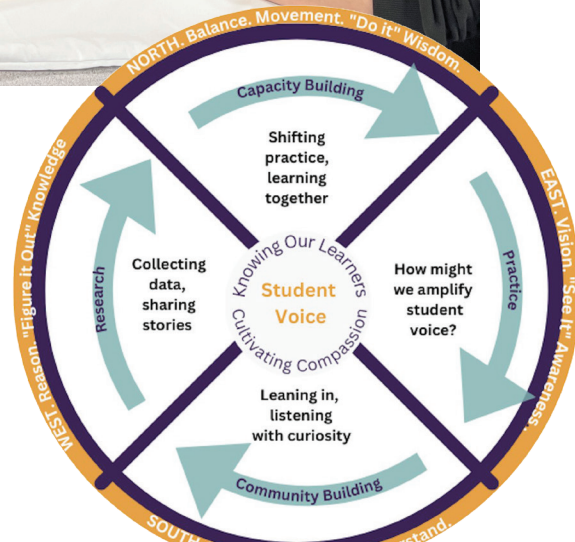 NORTH. Balance. Movement. "Do it" Wisdom.
Capacity Building
Shifting
practice,
learning
together
EAST. Vision. "See It" Awareness.
Practice
How might
we amplify
student
voice?
Knowing Our Learners
Student
Voice
Cultivating Compassion
WEST. Reason. "Figure it Out" Knowledge
Research
Collecting
data,
sharing
stories
Leaning in,
listening
with curiosity
Community Building
SOUTH